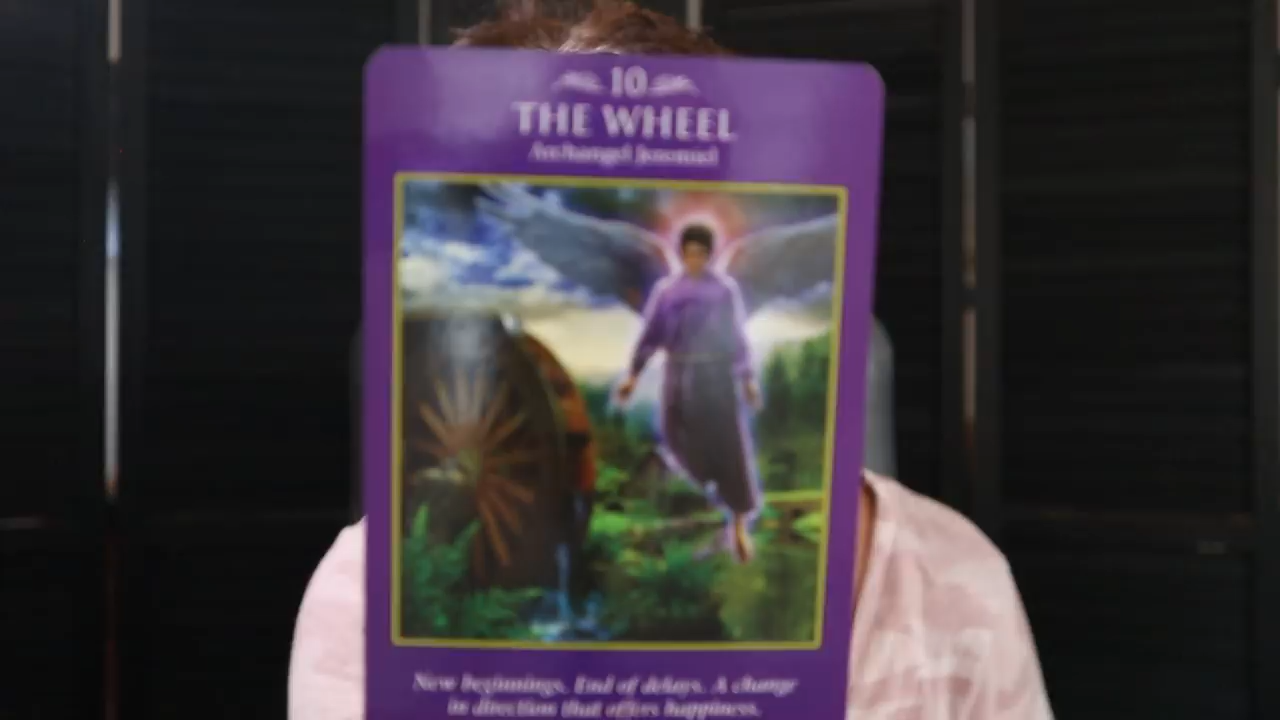 10
THE WHEEL
Archangel Jeremiel
New beginnings. End of delays. A change
in direction that offers happiness.